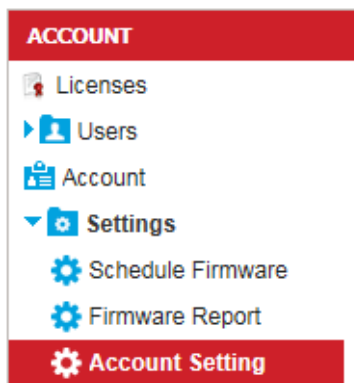 ACCOUNT
Licenses
Users
Account
Settings
Schedule Firmware
Firmware Report
Account Setting